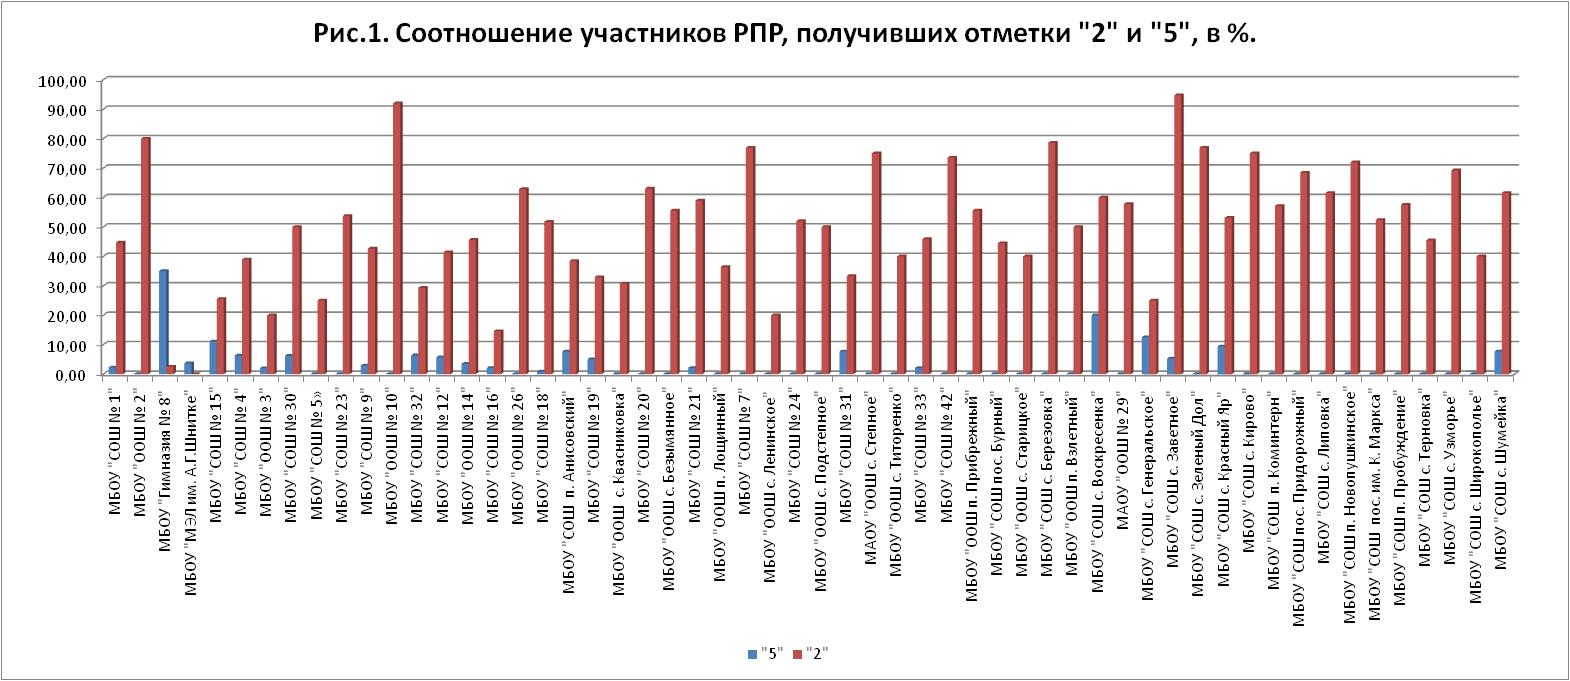 Рис.1. Соотношение участников РПР, получивших отметки "2" и "5", в %.
100,00
90,00
80,00
70,00
60,00
50,00
40,00
30,00
20,00
10,00
0,00
МБОУ "СОШ № 1"
МБОУ "ООШ № 2"
МБОУ "Гимназия № 8"
МБОУ "МЭЛ им. А.Г.Шнитке"
МБОУ "СОШ № 15"
МБОУ "СОШ № 4"
МБОУ "ООШ № 3"
МБОУ "СОШ № 30"
МБОУ "СОШ № 5»
МБОУ "СОШ № 23"
МБОУ "СОШ № 9"
МБОУ "ООШ № 10"
МБОУ "СОШ № 32"
МБОУ "СОШ № 12"
МБОУ "ООШ № 14"
МБОУ "СОШ № 16"
МБОУ "ООШ № 26"
МБОУ "СОШ № 18"
МБОУ "СОШ п. Анисовский"
МБОУ "СОШ № 19"
МБОУ "ООШ с. Квасниковка"
МБОУ "СОШ № 20"
МБОУ "ООШ с. Безымянное"
МБОУ "СОШ № 21"
МБОУ "ООШ п. Лощинный"
МБОУ "СОШ № 7"
МБОУ "ООШ с. Ленинское"
МБОУ "СОШ № 24"
МБОУ "ООШ с. Подстепное"
МБОУ "СОШ № 31"
МАОУ "ООШ с. Степное"
МБОУ "ООШ с. Титоренко"
МБОУ "СОШ № 33"
МБОУ "СОШ № 42"
МБОУ "ООШ п. Прибрежный"
МБОУ "СОШ пос. Бурный"
МБОУ "ООШ с. Старицкое"
МБОУ "СОШ с. Березовка"
МБОУ "ООШ п. Взлетный"
МБОУ "СОШ с. Воскресенка"
МАОУ "ООШ № 29"
МБОУ "СОШ с. Генеральское"
МБОУ "СОШ с. Заветное"
МБОУ "СОШ с. Зеленый Дол"
МБОУ "СОШ с. Красный Яр"
МБОУ "СОШ с. Кирово"
МБОУ "СОШ п. Коминтерн"
МБОУ "СОШ пос. Придорожный"
МБОУ "СОШ с. Липовка"
МБОУ "СОШ п. Новопушкинское"
МБОУ "СОШ пос. им. К. Маркса"
МБОУ "СОШ п. Пробуждение"
МБОУ "СОШ с. Терновка"
МБОУ "СОШ с. Узморье"
МБОУ "СОШ с. Широкополье"
МБОУ "СОШ с. Шумейка"
"5" "2"